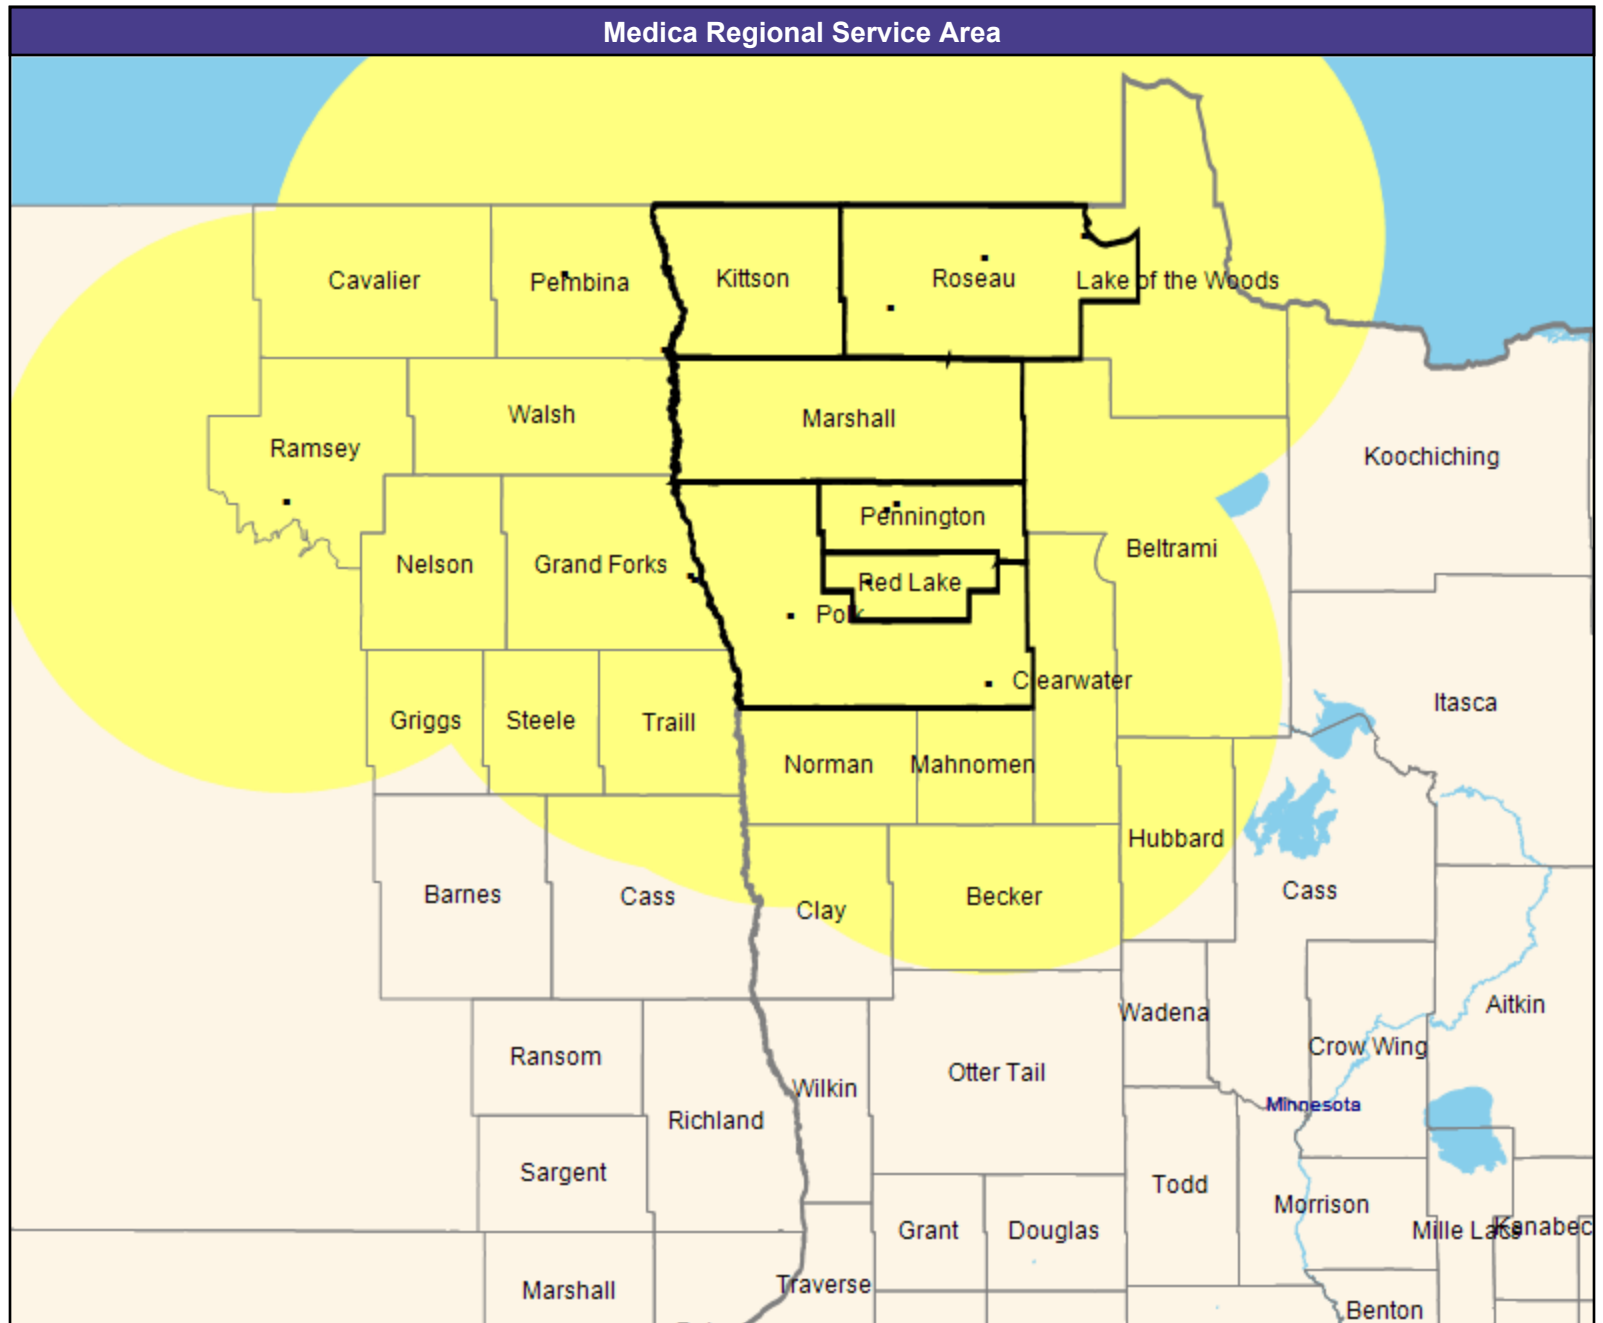 Medica Regional Service Area
Cavalier
Pembina
Kittson
Roseau
Lake of the Woods
Walsh
Marshall
Ramsey
Koochiching
Pennington
Nelson
Grand Forks
Beltrami
Red Lake
Polk
Clearwater
Griggs
Steele
Traill
Itasca
Norman
Mahnomen
Hubbard
Barnes
Cass
Clay
Becker
Cass
Wadena
Aitkin
Ransom
Crow Wing
Otter Tail
Wilkin
Minnesota
Richland
Sargent
Todd
Morrison
Grant
Douglas
Mille Lacs
Kanabec
Marshall
Traverse
Benton